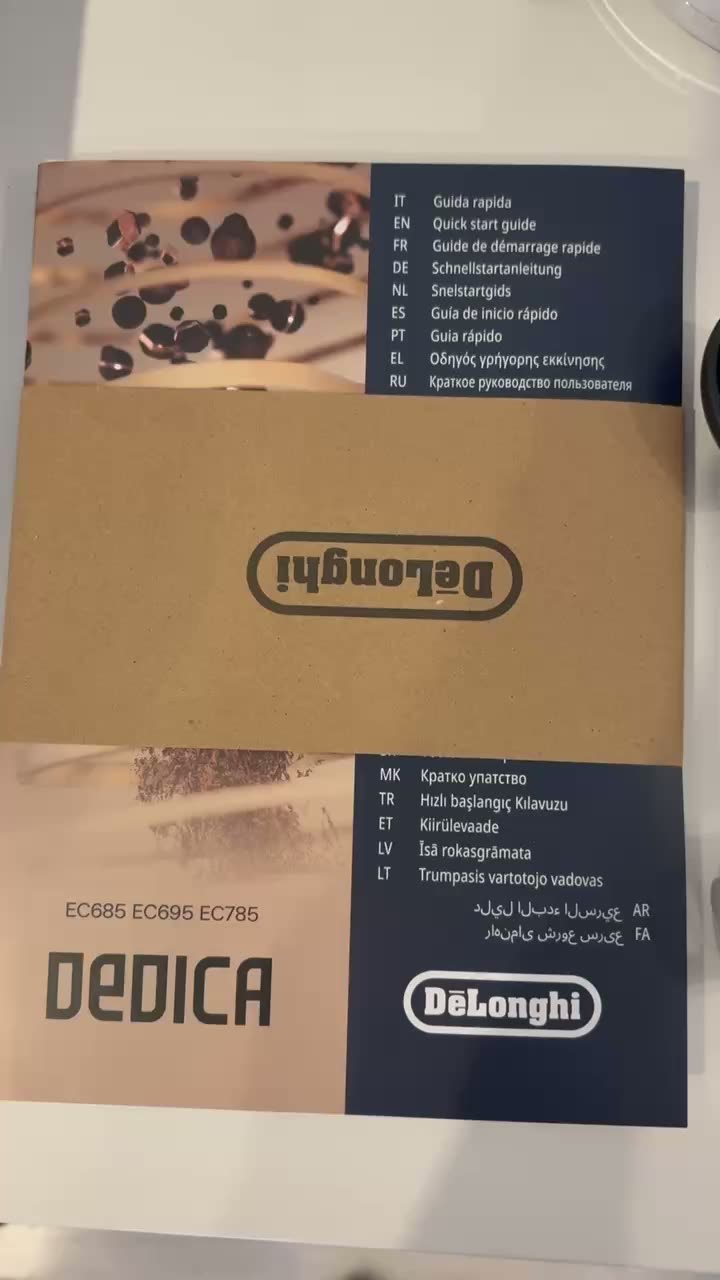 IT Guida rapida
EN Quick start guide
FR Guide de démarrage rapide
DE Schnellstartanleitung
NL Snelstartgids
ES Guía de inicio rápido
PT Guia rápido
EL Οδηγός γρήγορης εκκίνησης
RU Краткое руководство пользователя
DēLonghi
MK Кратко упатство
TR Hızlı başlangıç Kılavuzu
ET Kiirülevaade
LV Īsā rokasgrāmata
LT Trumpasis vartotojo vadovas
AR دليل البدء السريع
FA راهنمای شروع سریع
EC685 EC695 EC785
DEDICA
DēLonghi